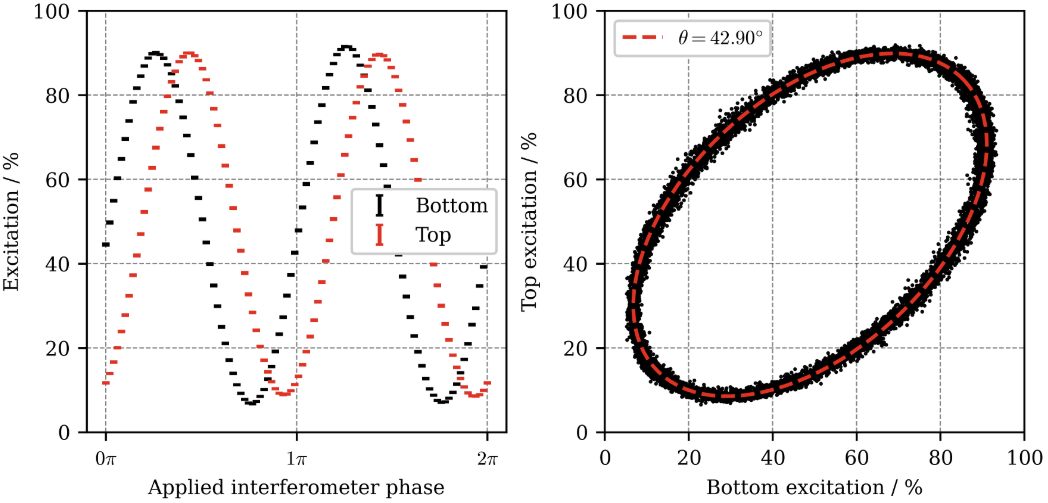 100
80
60
40
20
0
Excitation / %
0π
1π
2π
Applied interferometer phase
Bottom
Top
100
80
60
40
20
0
Top excitation / %
0
20
40
60
80
100
Bottom excitation / %
θ = 42.90°